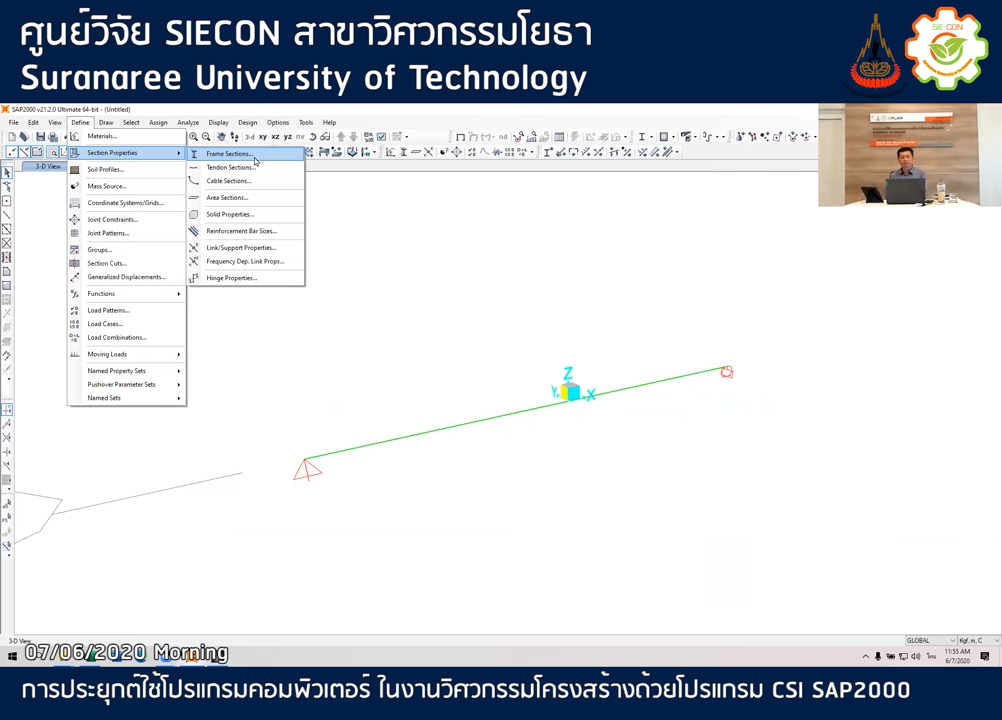 ศูนย์วิจัย SIECON สาขาวิศวกรรมโยธา
Suranaree University of Technology
SIE-CON
SAP2000 v21.2.0 Ultimate 64-bit - (Untitled)
File Edit View Define Draw Select Assign Analyze Display Design Options Tools Help
3-d xy xz yz nv
3-D View
Materials...
Section Properties
Soil Profiles...
Mass Source...
Coordinate Systems/Grids...
Joint Constraints...
Joint Patterns...
Groups...
Section Cuts...
Generalized Displacements...
Functions
Load Patterns...
Load Cases...
Load Combinations...
Moving Loads
Named Property Sets
Pushover Parameter Sets
Named Sets
Frame Sections...
Tendon Sections...
Cable Sections...
Area Sections...
Solid Properties...
Reinforcement Bar Sizes...
Link/Support Properties...
Frequency Dep. Link Props...
Hinge Properties...
Z
Y
X
3-D View
GLOBAL
Kgf, m, C
07/06/2020 Morning
11:55 AM
6/7/2020
การประยุกต์ใช้โปรแกรมคอมพิวเตอร์ ในงานวิศวกรรมโครงสร้างด้วยโปรแกรม CSI SAP2000